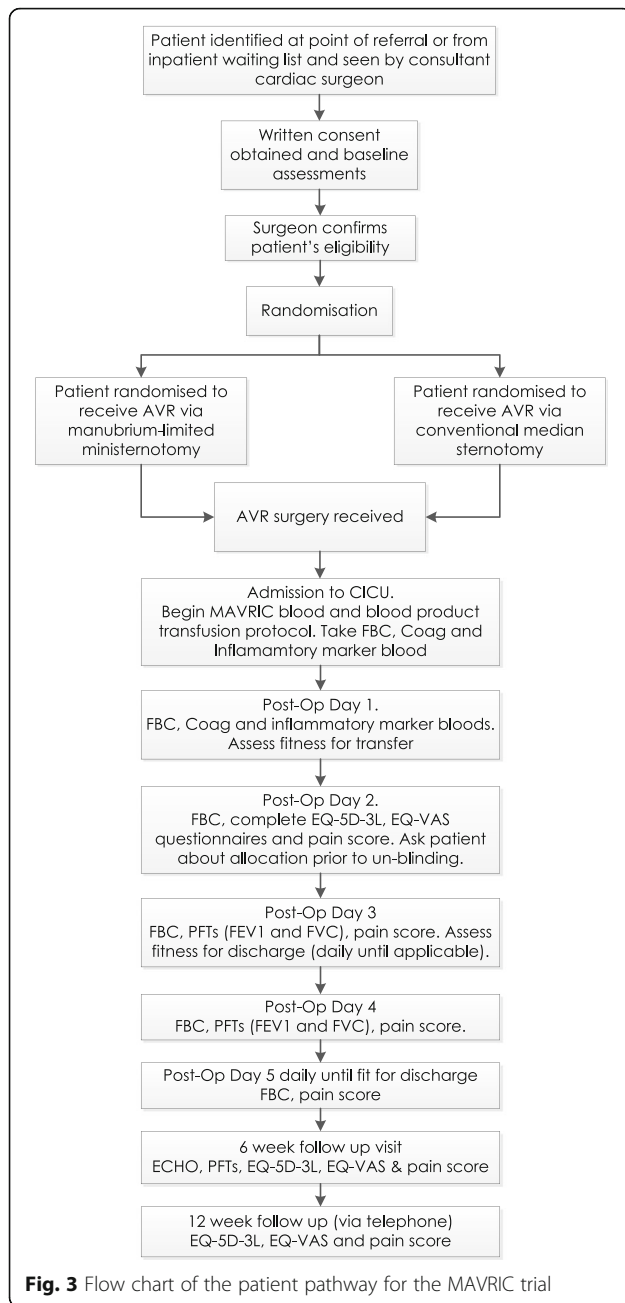 Patient identified at point of referral or from
inpatient waiting list and seen by consultant
cardiac surgeon
Written consent
obtained and baseline
assessments
Surgeon confirms
patient's eligibility
Randomisation
Patient randomised to
receive AVR via
manubrium-limited
ministernotomy
Patient randomised to
receive AVR via
conventional median
sternotomy
AVR surgery received
Admission to CICU.
Begin MAVRIC blood and blood product
transfusion protocol. Take FBC, Coag and
Inflamamtory marker blood
Post-Op Day 1.
FBC, Coag and inflammatory marker bloods.
Assess fitness for transfer
Post-Op Day 2.
FBC, complete EQ-5D-3L, EQ-VAS
questionnaires and pain score. Ask patient
about allocation prior to un-blinding.
Post-Op Day 3
FBC, PFTs (FEV1 and FVC), pain score. Assess
fitness for discharge (daily until applicable).
Post-Op Day 4
FBC, PFTs (FEV1 and FVC), pain score.
Post-Op Day 5 daily until fit for discharge
FBC, pain score
6 week follow up visit
ECHO, PFTs, EQ-5D-3L, EQ-VAS & pain score
12 week follow up (via telephone)
EQ-5D-3L, EQ-VAS and pain score
Fig. 3 Flow chart of the patient pathway for the MAVRIC trial